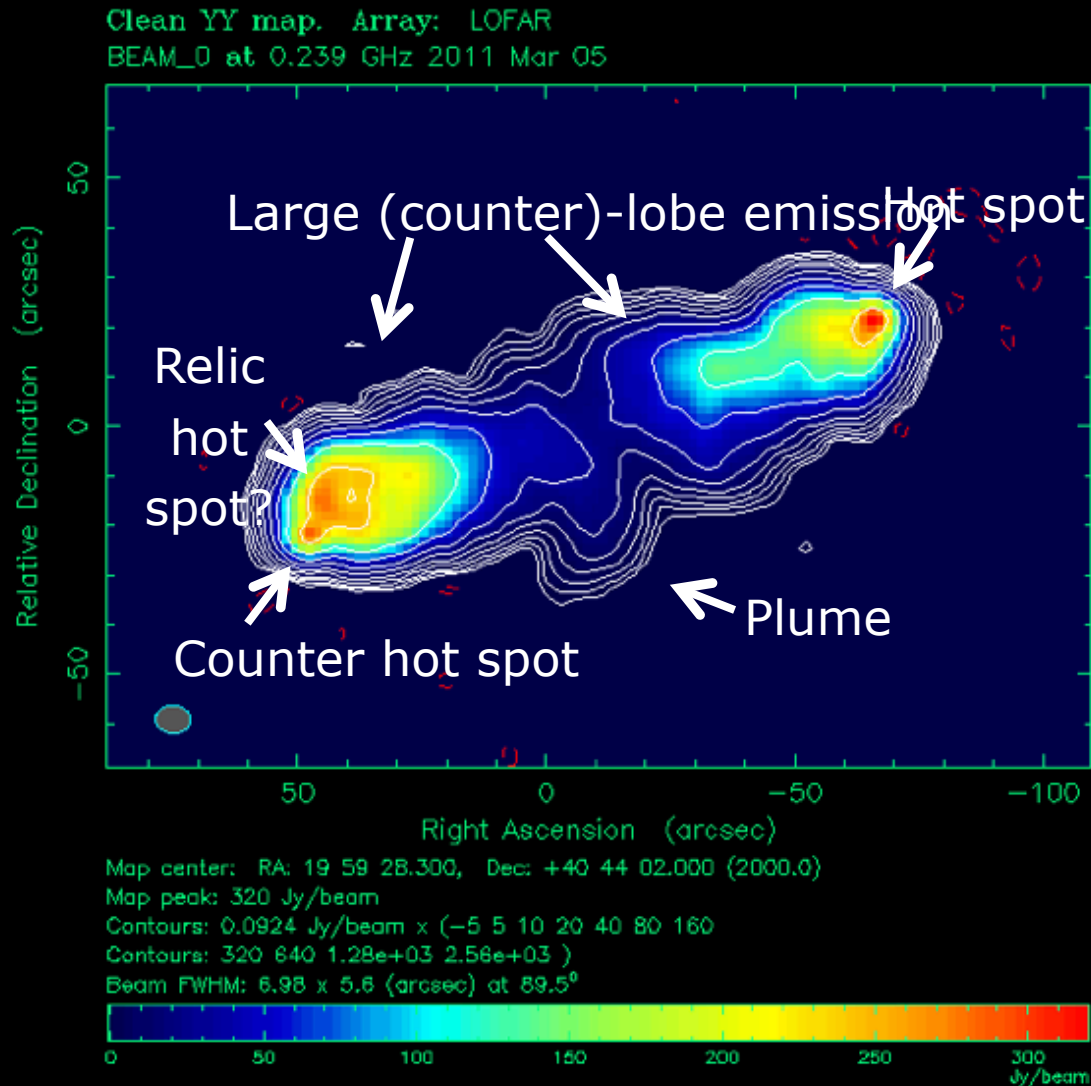 Clean YY map. Array: LOFAR
BEAM_0 at 0.239 GHz 2011 Mar 05
Large (counter)-lobe emission
Hot spot
Relic
hot
spot?
Counter hot spot
Plume
Relative Declination (arcsec)
50
0
−50
50 0 −50 −100
Right Ascension (arcsec)
Map center: RA: 19 59 28.300, Dec: +40 44 02.000 (2000.0)
Map peak: 320 Jy/beam
Contours: 0.0924 Jy/beam x (−5 5 10 20 40 80 160
Contours: 320 640 1.28e+03 2.56e+03 )
Beam FWHM: 6.98 x 5.6 (arcsec) at 89.5°
0 50 100 150 200 250 300
Jy/beam